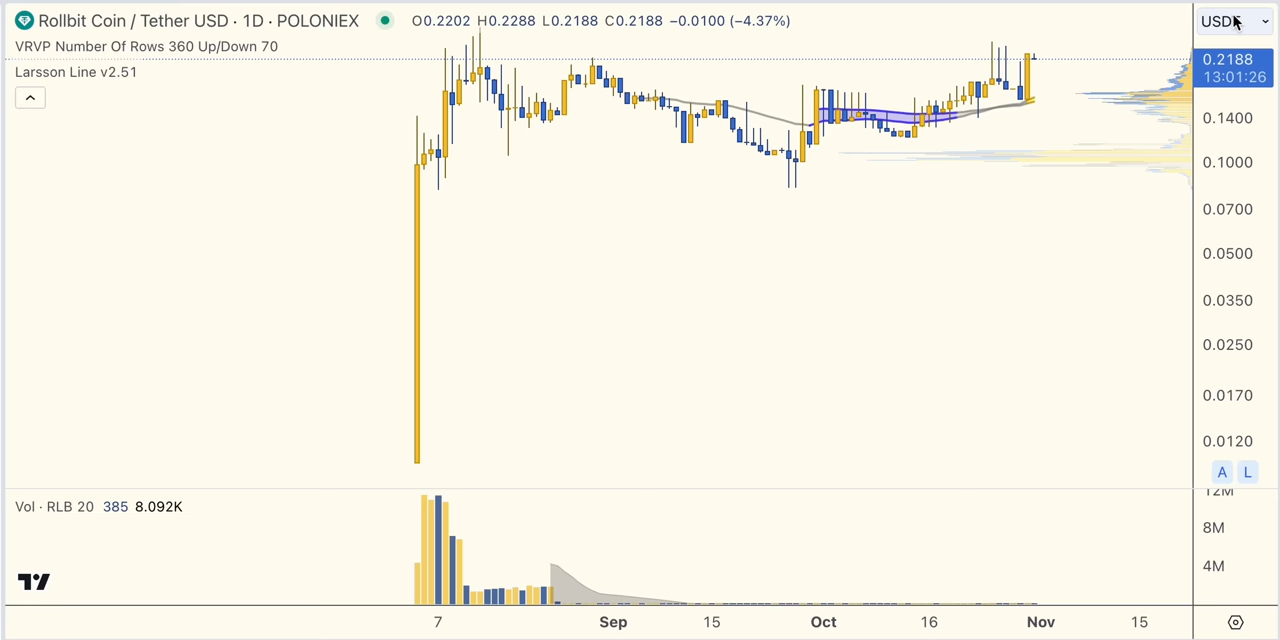 Rollbit Coin / Tether USD · 1D · POLONIEX O0.2202 H0.2288 L0.2188 C0.2188 −0.0100 (−4.37%)
VRVP Number Of Rows 360 Up/Down 70
Larsson Line v2.51
0.2188
13:01:26
0.1400
0.1000
0.0700
0.0500
0.0350
0.0250
0.0170
0.0120
A L
Vol · RLB 20 385 8.092K
12M
8M
4M
7 Sep 15 Oct 16 Nov 15